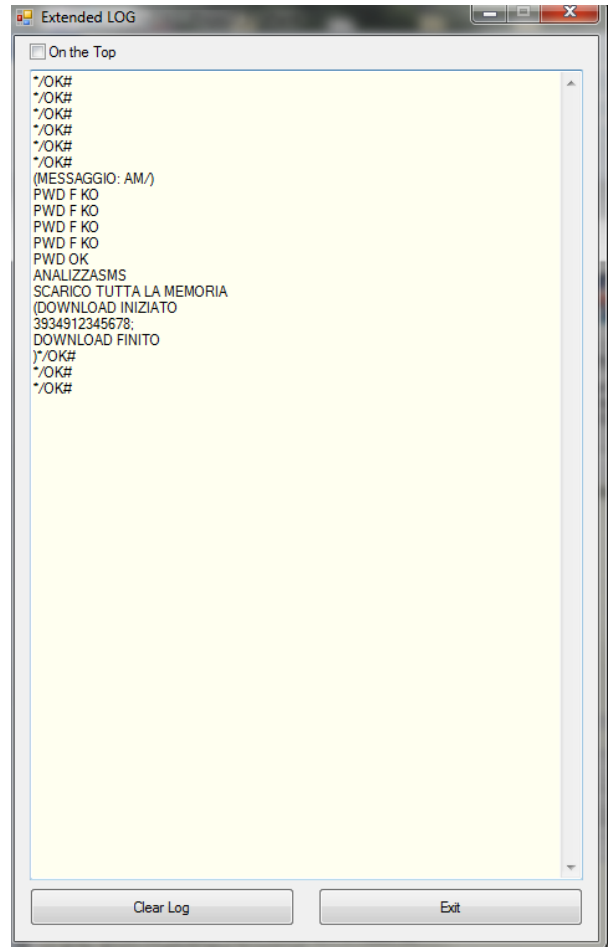 Extended LOG
On the Top
*/OK#
*/OK#
*/OK#
*/OK#
*/OK#
*/OK#
(MESSAGGIO: AM/)
PWD F KO
PWD F KO
PWD F KO
PWD F KO
PWD OK
ANALIZZASMS
SCARICO TUTTA LA MEMORIA
(DOWNLOAD INIZIATO
3934912345678;
DOWNLOAD FINITO
)*/OK#
*/OK#
*/OK#
Clear Log
Exit